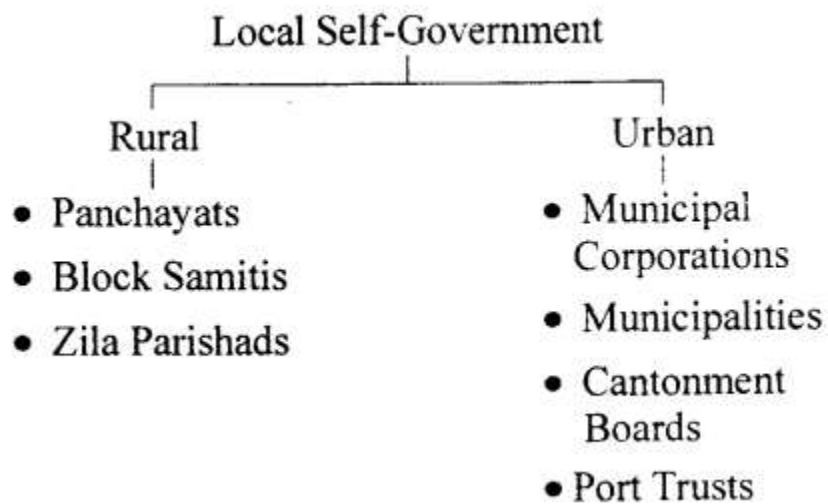 Local Self-Government
Rural
• Panchayats
• Block Samitis
• Zila Parishads
Urban
• Municipal
Corporations
• Municipalities
• Cantonment
Boards
• Port Trusts